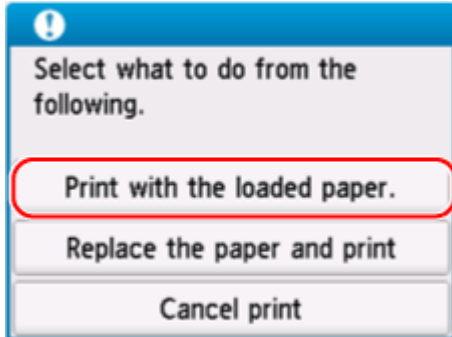 Select what to do from the
following.
Print with the loaded paper.
Replace the paper and print
Cancel print